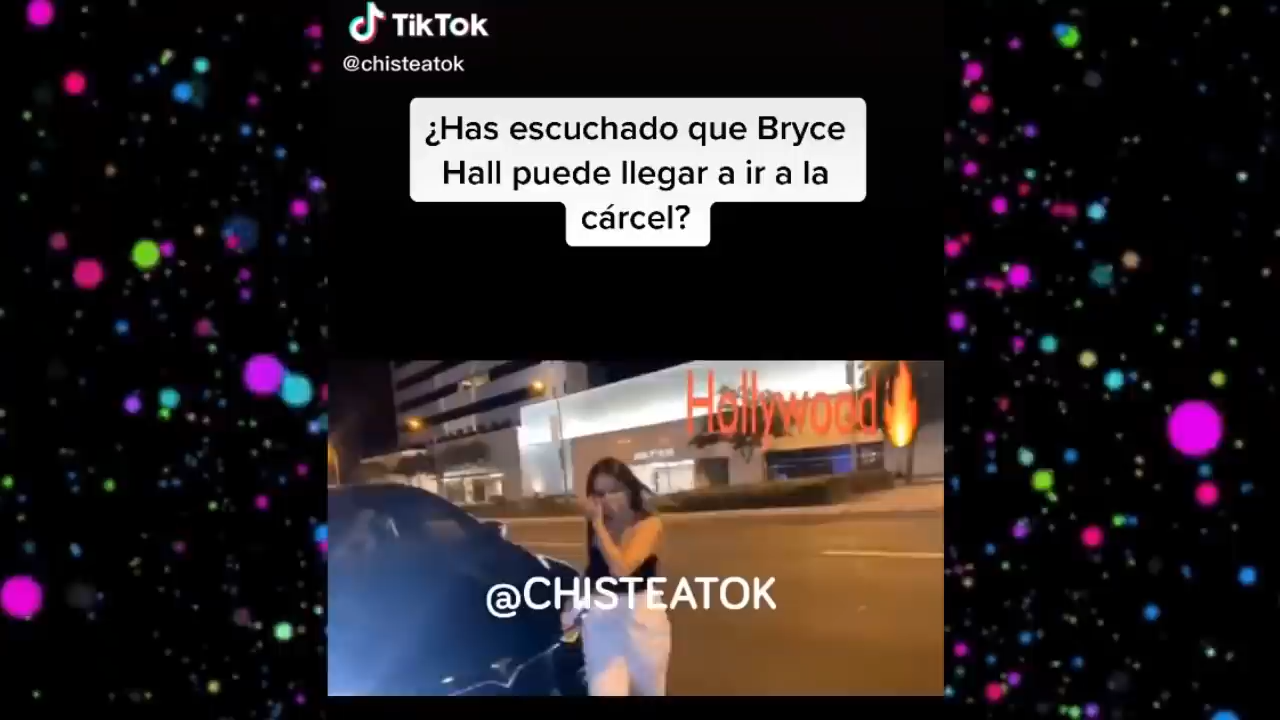 TikTok
@chisteatok
¿Has escuchado que Bryce
Hall puede llegar a ir a la
cárcel?
Hollywood
@CHISTEATOK